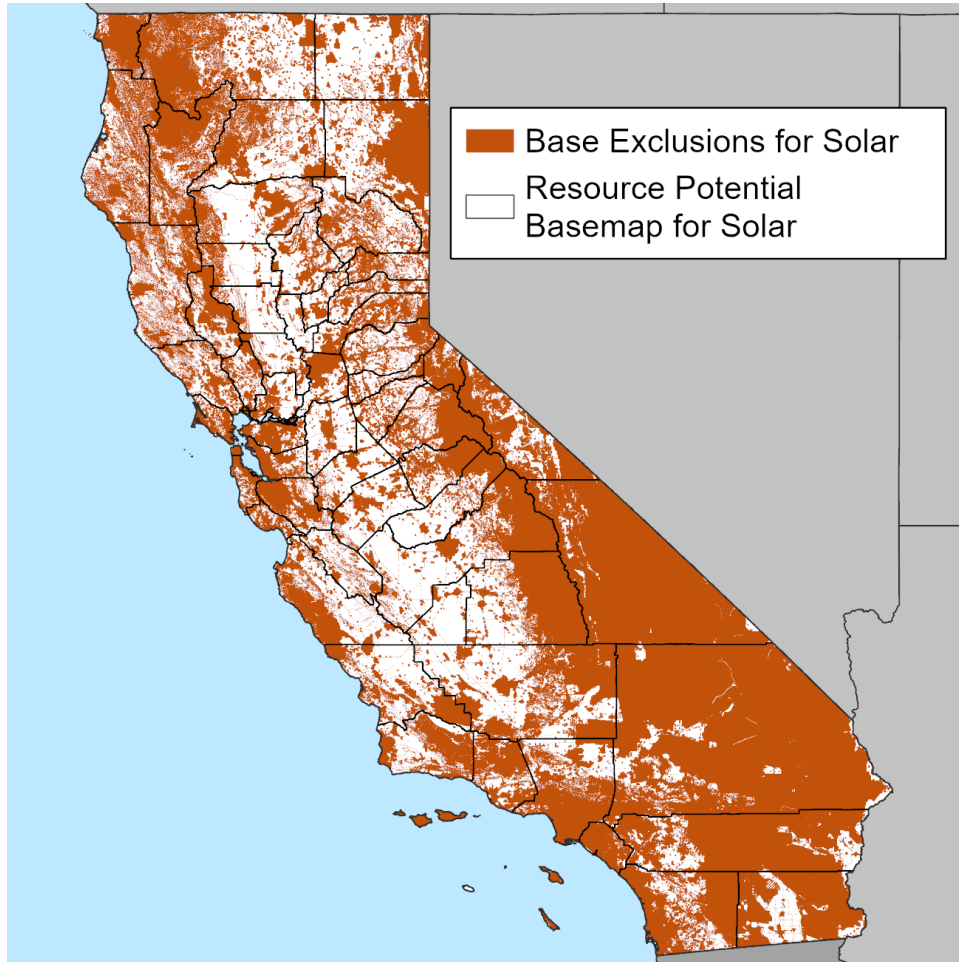 Base Exclusions for Solar
Resource Potential
Basemap for Solar